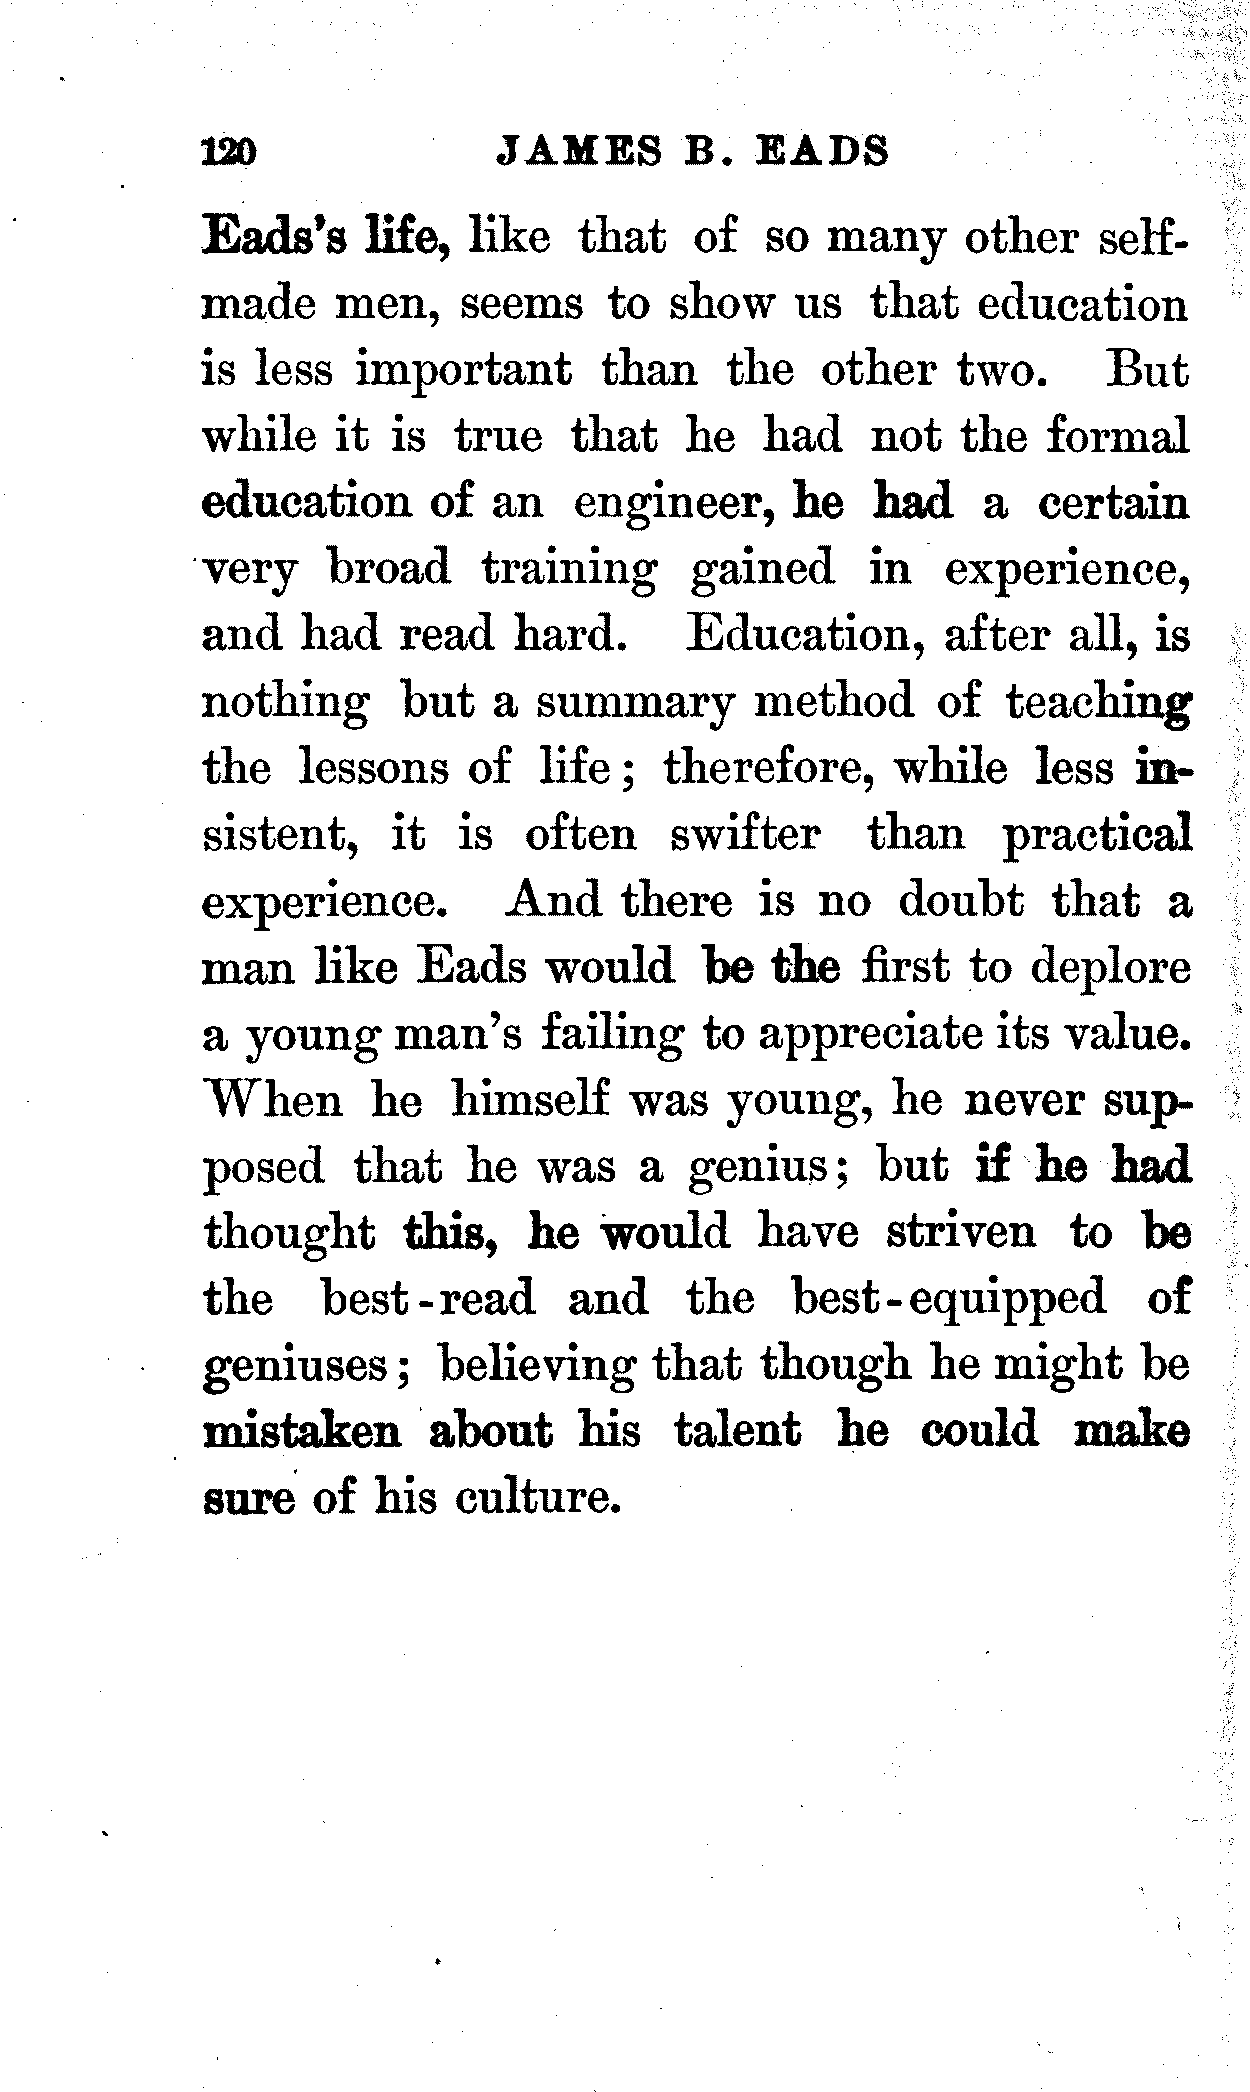 120 JAMES B. EADS
Eads's life, like that of so many other self-
made men, seems to show us that education
is less important than the other two. But
while it is true that he had not the formal
education of an engineer, he had a certain
very broad training gained in experience,
and had read hard. Education, after all, is
nothing but a summary method of teaching
the lessons of life; therefore, while less in-
sistent, it is often swifter than practical
experience. And there is no doubt that a
man like Eads would be the first to deplore
a young man's failing to appreciate its value.
When he himself was young, he never sup-
posed that he was a genius; but if he had
thought this, he would have striven to be
the best-read and the best-equipped of
geniuses; believing that though he might be
mistaken about his talent he could make
sure of his culture.